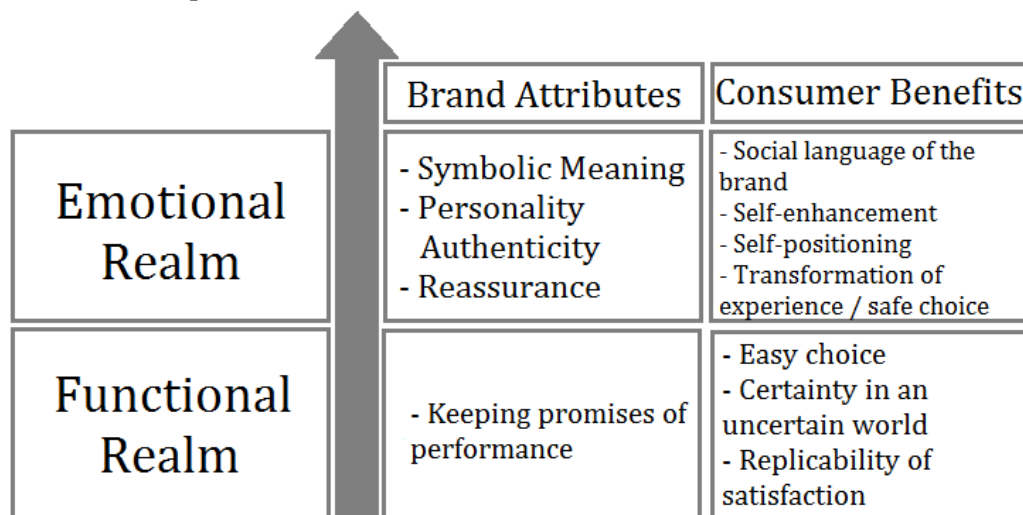 Brand Attributes
Consumer Benefits
Emotional
Realm
- Symbolic Meaning
- Personality
Authenticity
- Reassurance
- Social language of the
brand
- Self-enhancement
- Self-positioning
- Transformation of
experience / safe choice
Functional
Realm
- Keeping promises of
performance
- Easy choice
- Certainty in an
uncertain world
- Replicability of
satisfaction